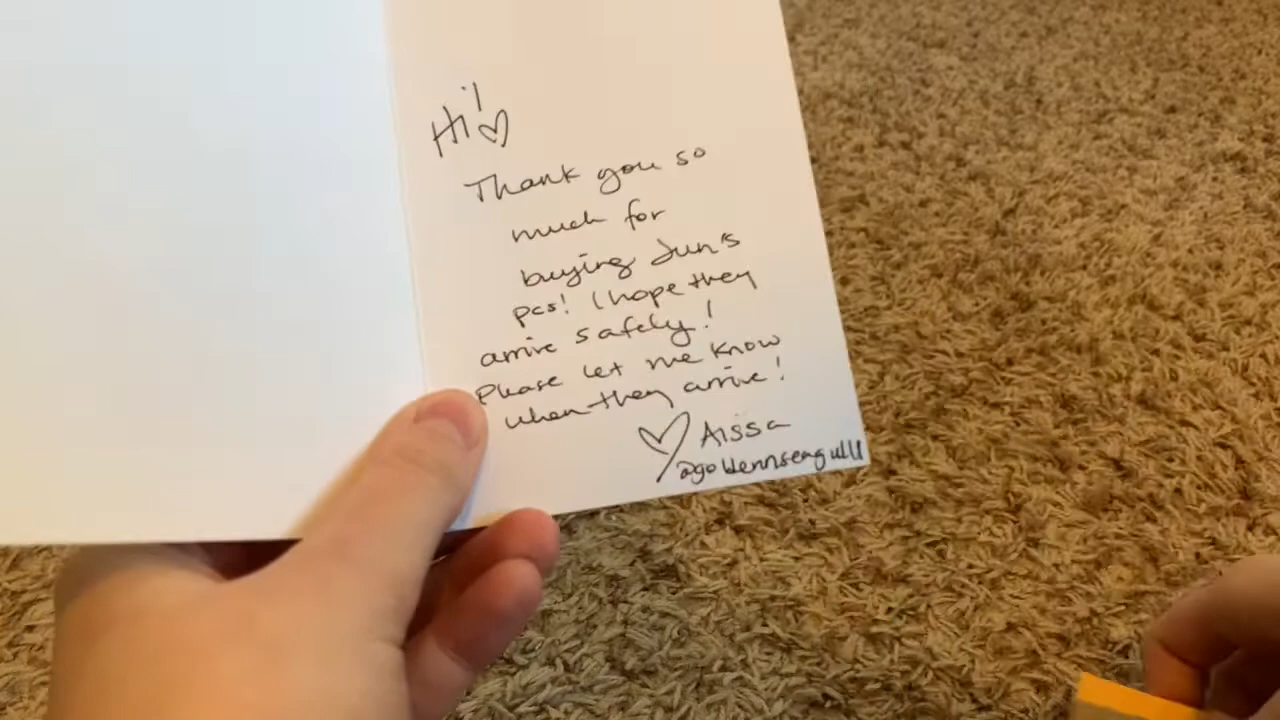 Hi!
Thank you so
much for
buying Jun's
pcs! I hope they
arrive safely!
Please let me know
when they arrive!
Aissa
@goldennseagulll